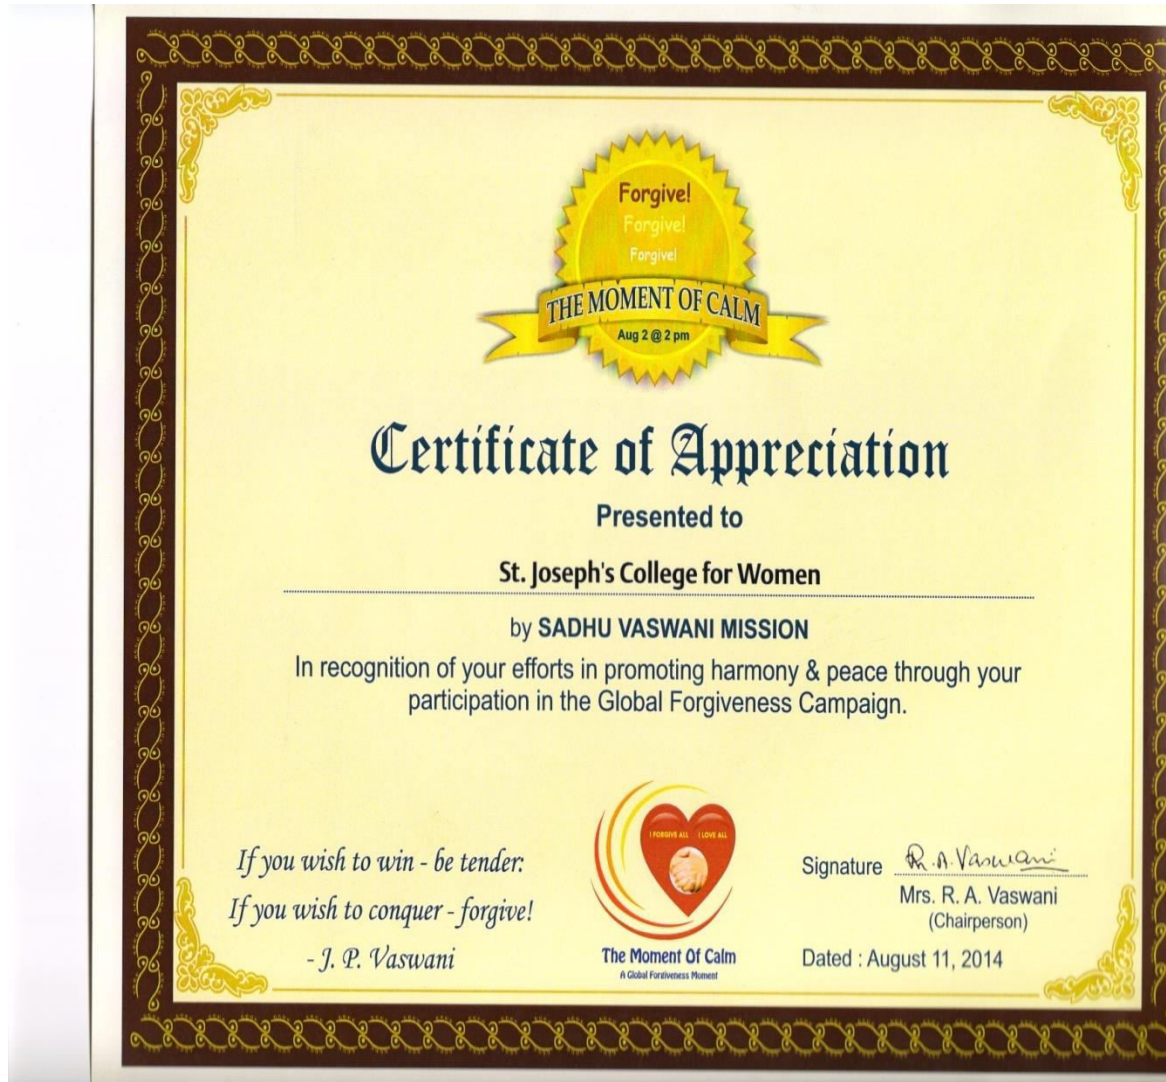 Forgive!
Forgive!
Forgive!
THE MOMENT OF CALM
Aug 2 @ 2 pm
Certificate of Appreciation
Presented to
St. Joseph's College for Women
by SADHU VASWANI MISSION
In recognition of your efforts in promoting harmony & peace through your
participation in the Global Forgiveness Campaign.
If you wish to win - be tender:
If you wish to conquer - forgive!
- J. P. Vaswani
I FORGIVE ALL I LOVE ALL
The Moment Of Calm
A Global Forgiveness Moment
Signature R. A. Vaswani
Mrs. R. A. Vaswani
(Chairperson)
Dated : August 11, 2014